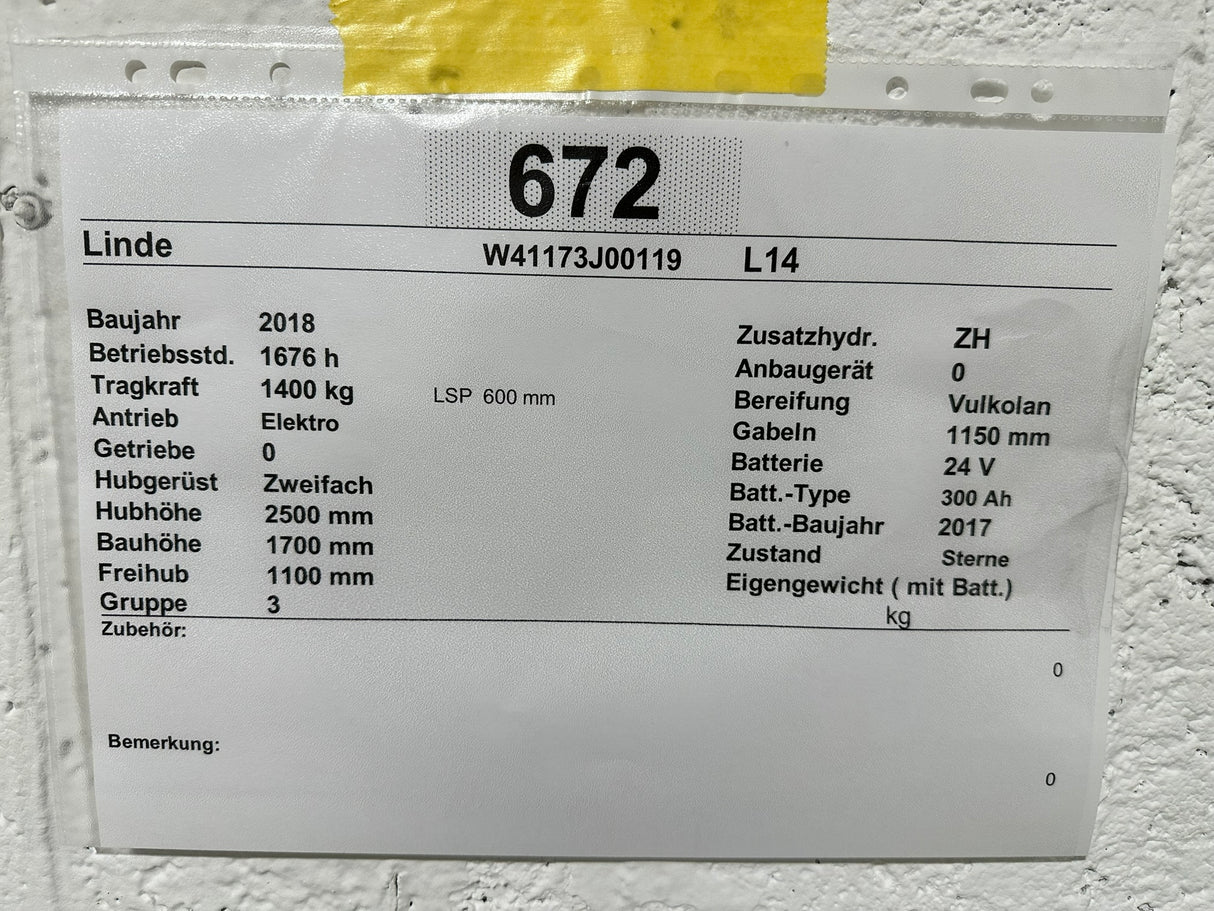 672
Linde W41173J00119 L14
Baujahr 2018
Betriebsstd. 1676 h
Tragkraft 1400 kg LSP 600 mm
Antrieb Elektro
Getriebe 0
Hubgerüst Zweifach
Hubhöhe 2500 mm
Bauhöhe 1700 mm
Freihub 1100 mm
Gruppe 3
Zusatzhydr. ZH
Anbaugerät 0
Bereifung Vulkolan
Gabeln 1150 mm
Batterie 24 V
Batt.-Type 300 Ah
Batt.-Baujahr 2017
Zustand Sterne
Eigengewicht ( mit Batt.)
kg
Zubehör:
0
Bemerkung:
0